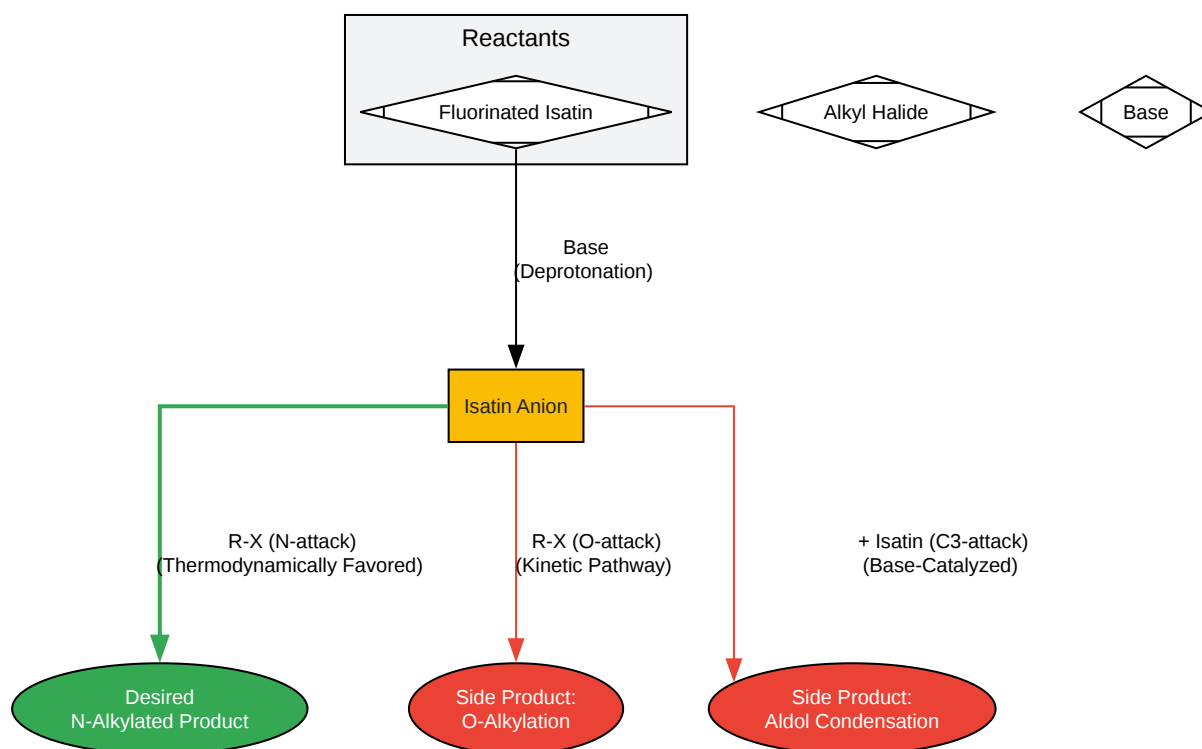 Reactants
Fluorinated Isatin
Alkyl Halide
Base
Base
(Deprotonation)
Isatin Anion
R-X (N-attack)
(Thermodynamically Favored)
R-X (O-attack)
(Kinetic Pathway)
+ Isatin (C3-attack)
(Base-Catalyzed)
Desired
N-Alkylated Product
Side Product:
O-Alkylation
Side Product:
Aldol Condensation